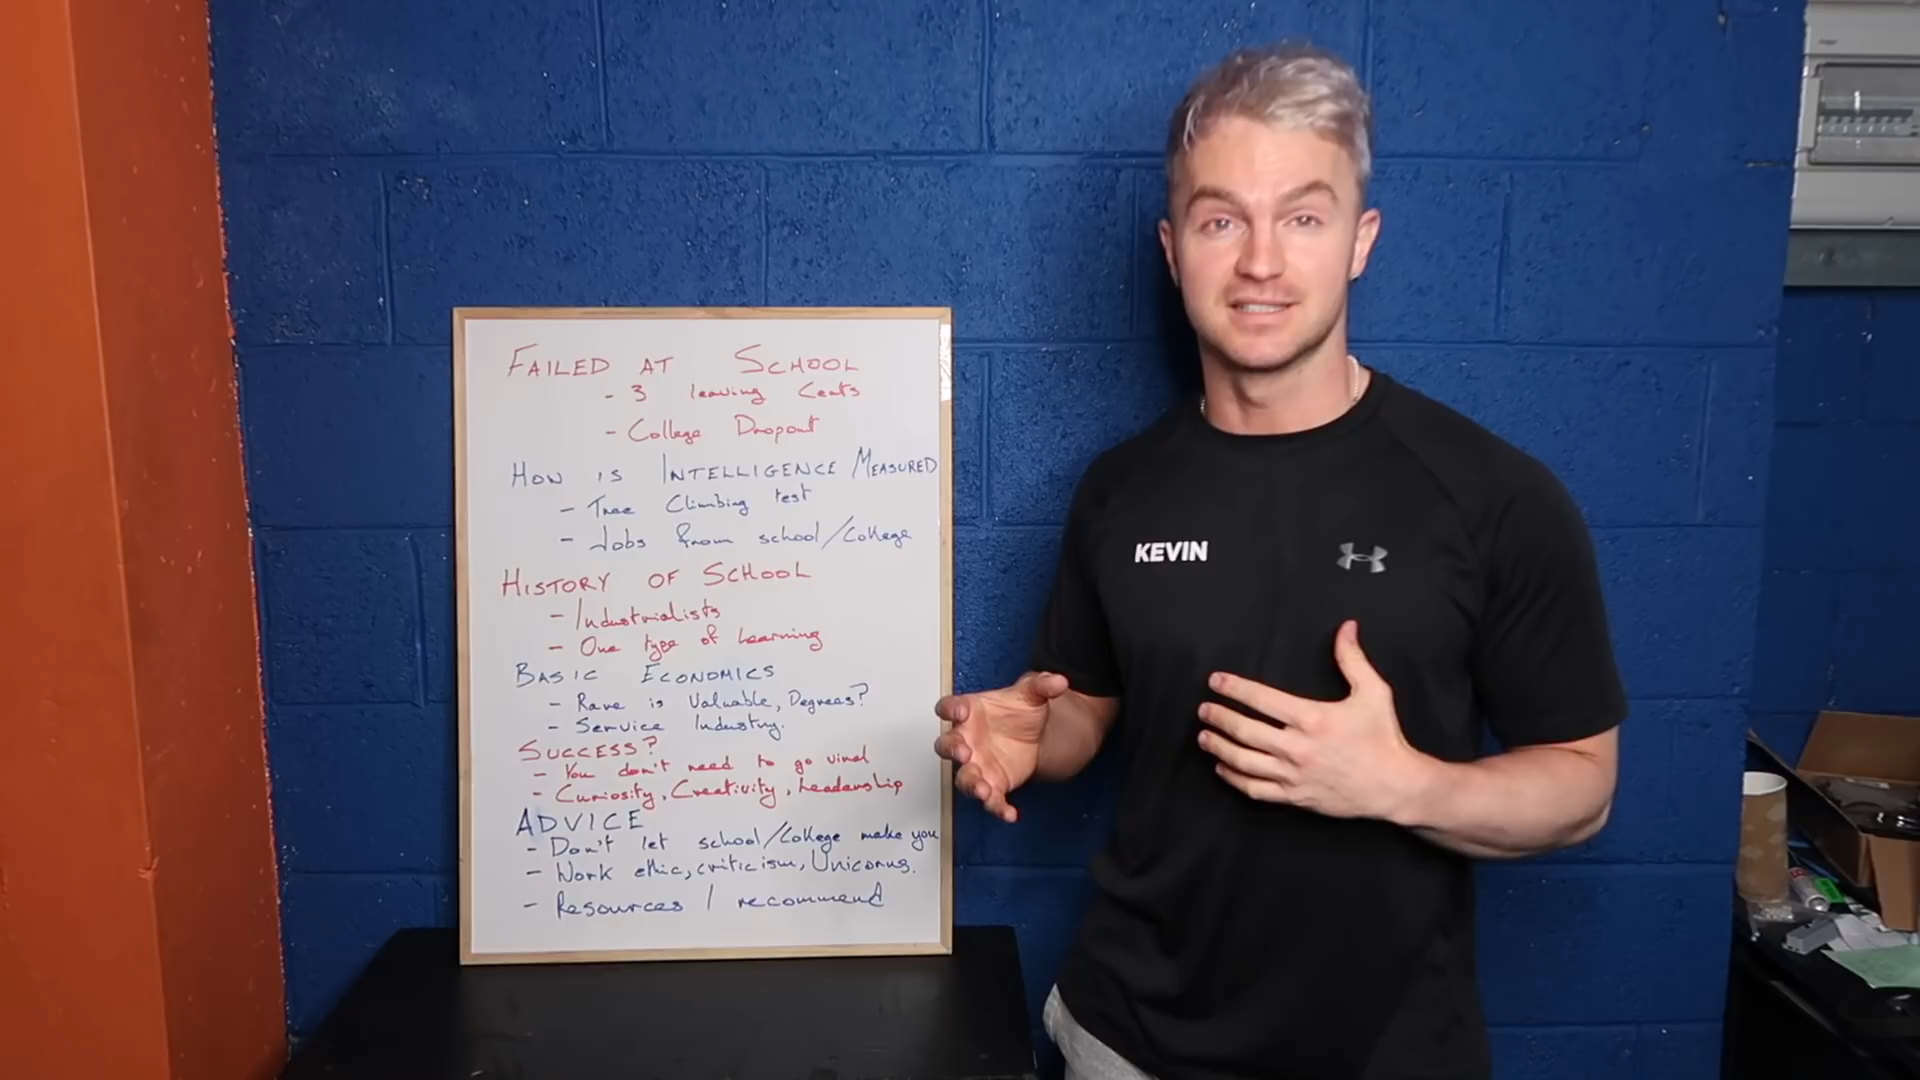 FAILED AT SCHOOL
- 3 leaving Certs
- College Dropout
HOW IS INTELLIGENCE MEASURED
- Tree Climbing test
- Jobs from school/College
HISTORY OF SCHOOL
- Industrialists
- One type of learning
BASIC ECONOMICS
- Rare is Valuable, Degrees?
- Service Industry.
SUCCESS?
- You don't need to go viral
- Curiosity, Creativity, Leadership
ADVICE
- Don't let school/College make you
- Work ethic, criticism, Unicorns.
- Resources / recommend
KEVIN